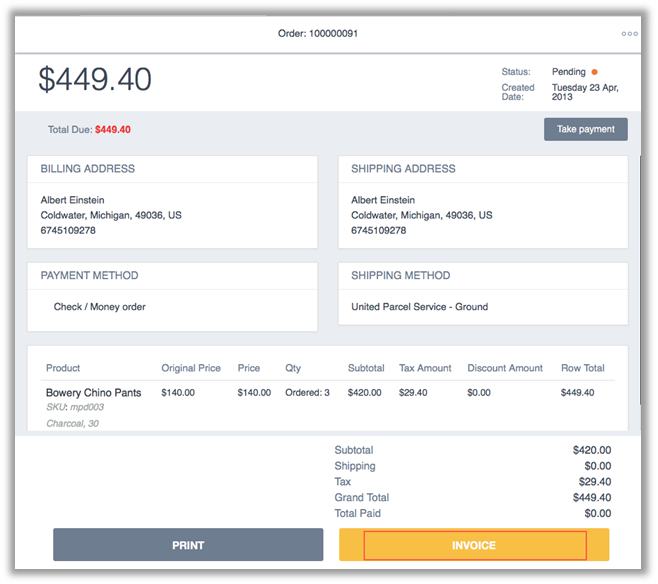 Order: 100000091
$449.40
Status: Pending
Created Date: Tuesday 23 Apr, 2013
Total Due: $449.40
Take payment
BILLING ADDRESS
Albert Einstein
Coldwater, Michigan, 49036, US
6745109278
SHIPPING ADDRESS
Albert Einstein
Coldwater, Michigan, 49036, US
6745109278
PAYMENT METHOD
Check / Money order
SHIPPING METHOD
United Parcel Service - Ground
Product Original Price Price Qty Subtotal Tax Amount Discount Amount Row Total
Bowery Chino Pants $140.00 $140.00 Ordered: 3 $420.00 $29.40 $0.00 $449.40
SKU: mpd003
Charcoal, 30
Subtotal $420.00
Shipping $0.00
Tax $29.40
Grand Total $449.40
Total Paid $0.00
PRINT
INVOICE